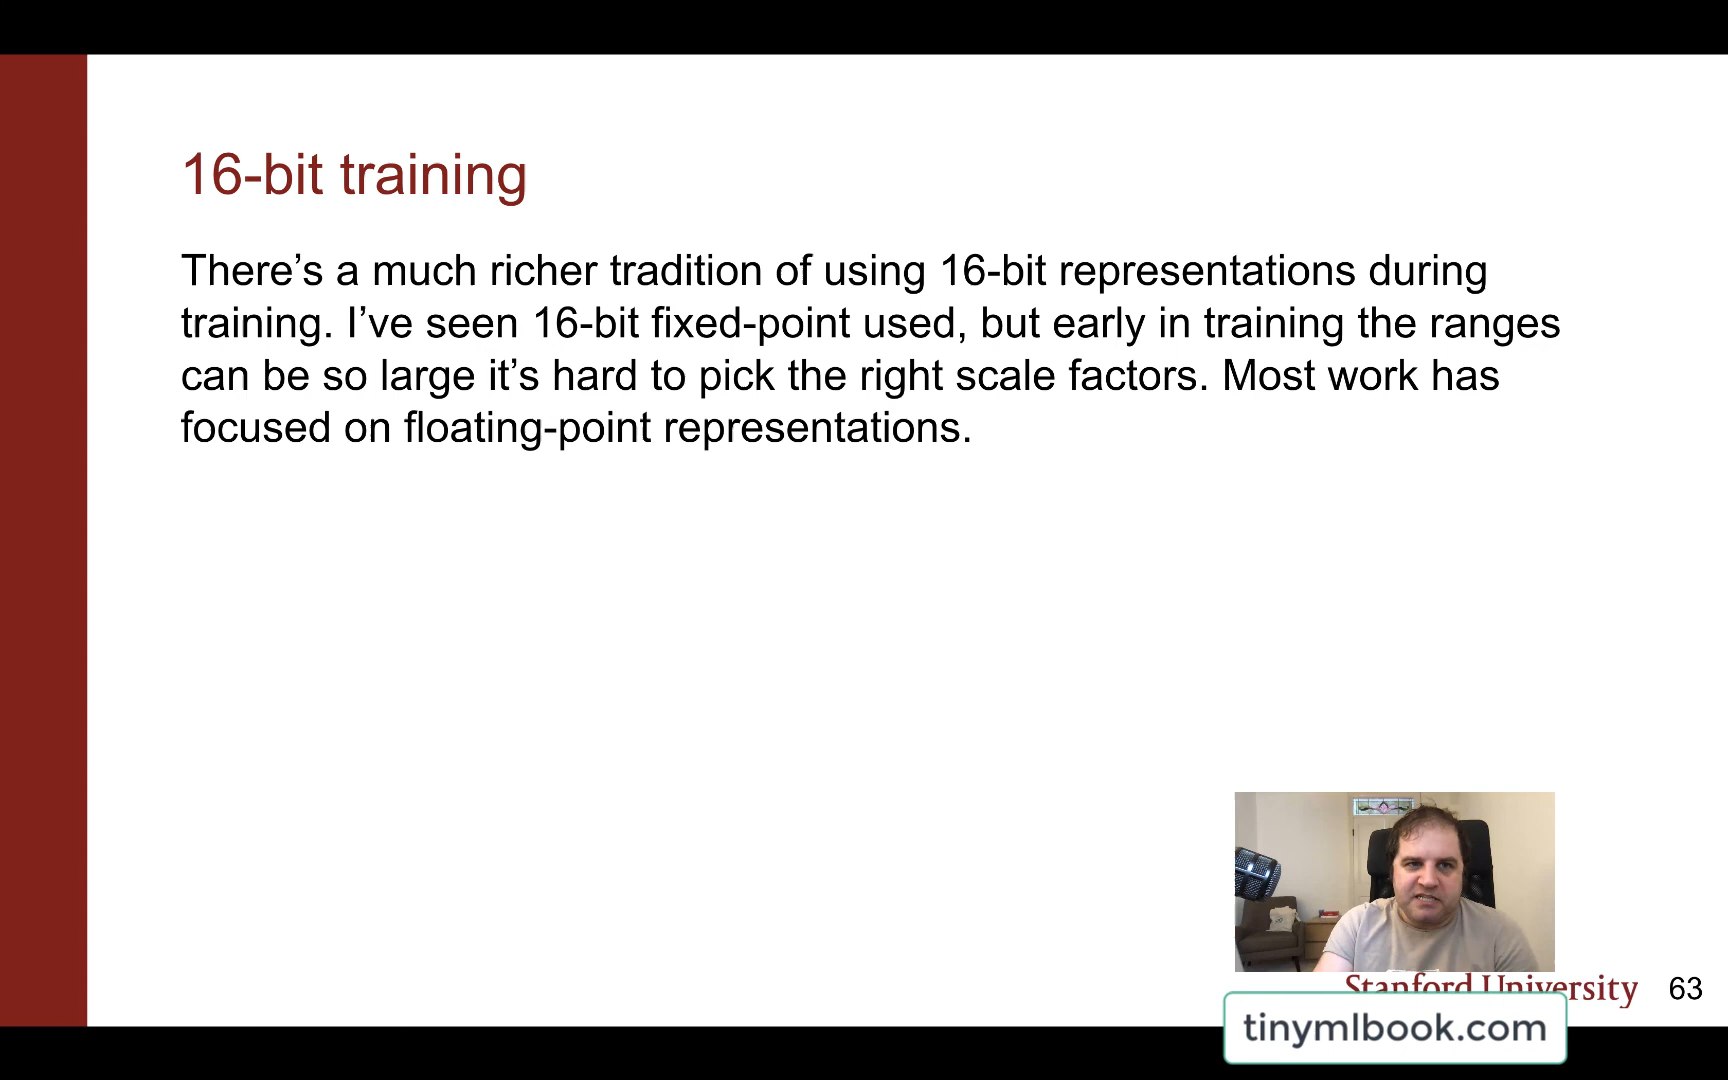 16-bit training
There’s a much richer tradition of using 16-bit representations during
training. I’ve seen 16-bit fixed-point used, but early in training the ranges
can be so large it’s hard to pick the right scale factors. Most work has
focused on floating-point representations.
Stanford University 63
tinymlbook.com